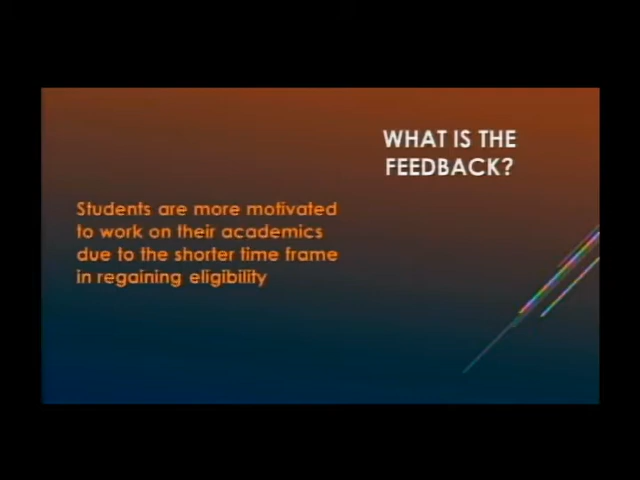 WHAT IS THE
FEEDBACK?
Students are more motivated
to work on their academics
due to the shorter time frame
in regaining eligibility